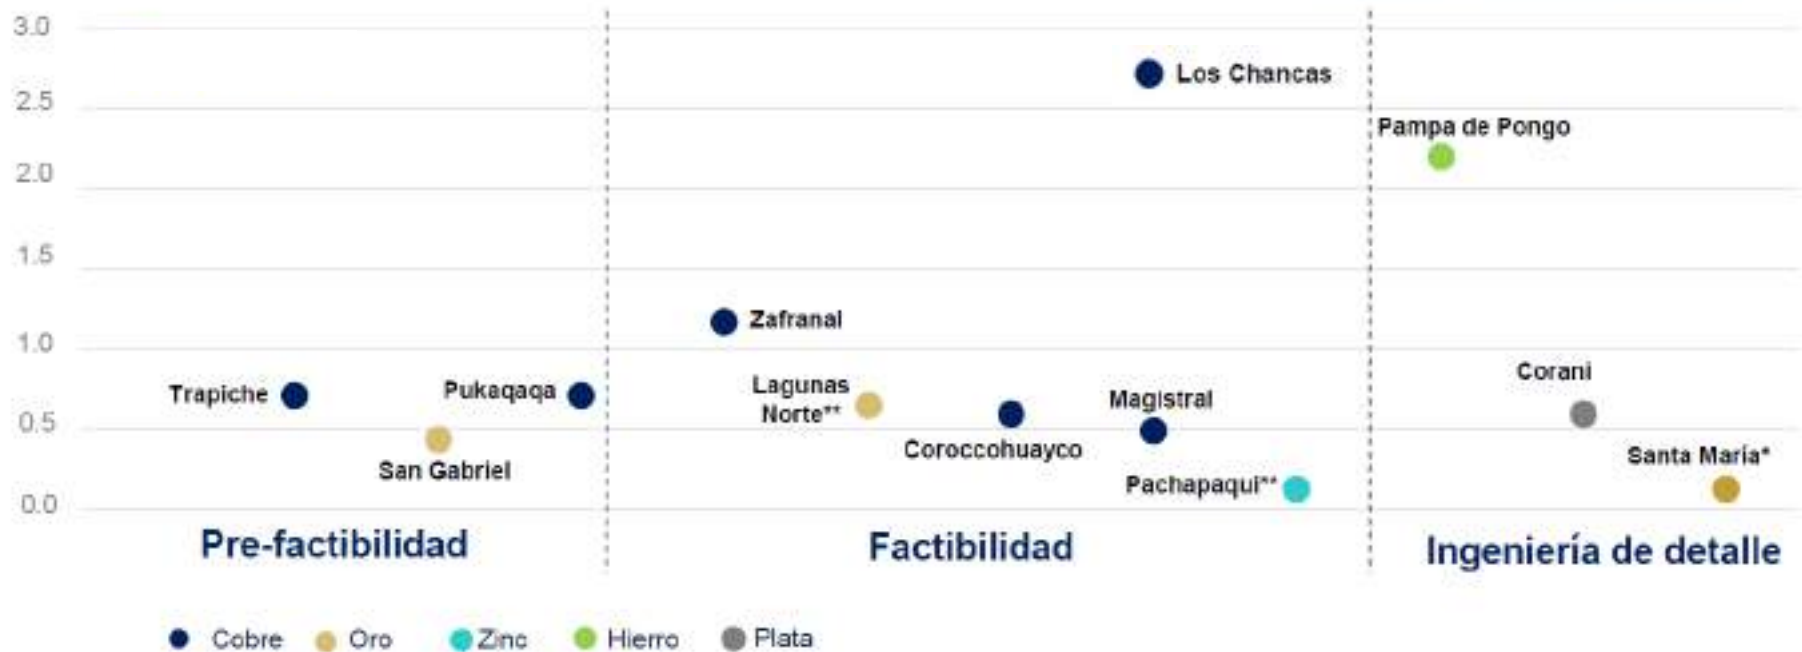 3.0
2.5
2.0
1.5
1.0
0.5
0.0
Los Chancas
Pampa de Pongo
Zafranal
Trapiche
Pukaqaqa
San Gabriel
Lagunas
Norte**
Coroccohuayco
Magistral
Pachapaqui**
Corani
Santa María*
Pre-factibilidad
Factibilidad
Ingeniería de detalle
Cobre Oro Zinc Hierro Plata